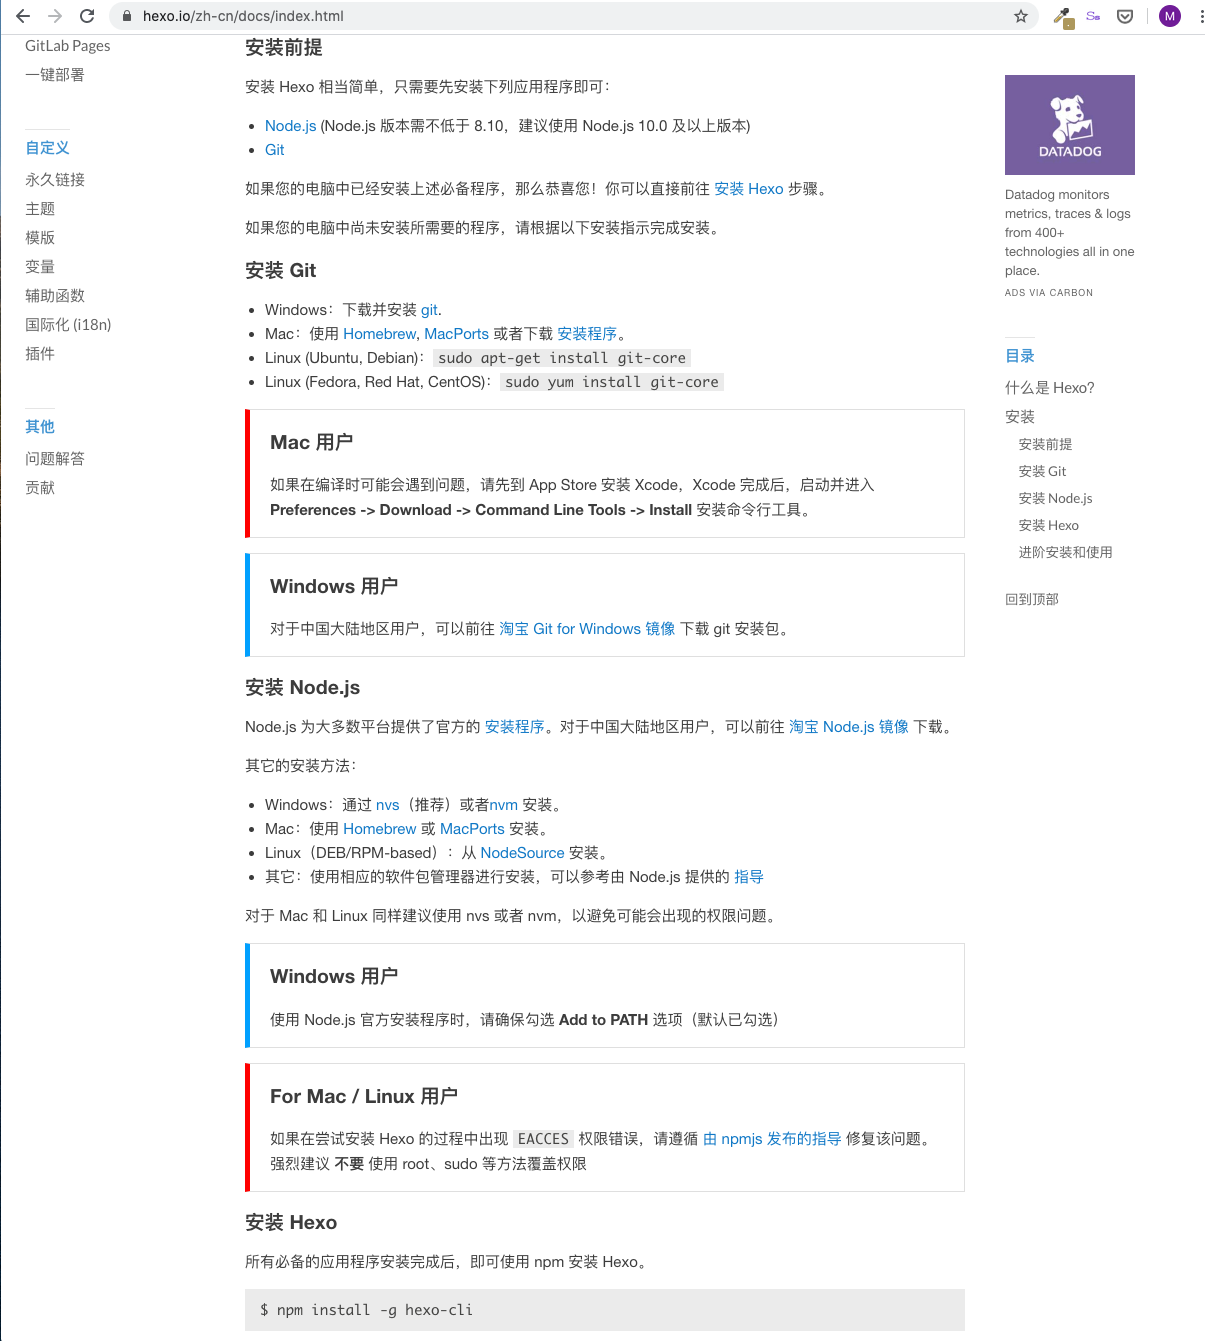 hexo.io/zh-cn/docs/index.html
M
GitLab Pages
一键部署
自定义
永久链接
主题
模版
变量
辅助函数
国际化 (i18n)
插件
其他
问题解答
贡献
安装前提
安装 Hexo 相当简单，只需要先安装下列应用程序即可：
Node.js (Node.js 版本需不低于 8.10，建议使用 Node.js 10.0 及以上版本)
Git
如果您的电脑中已经安装上述必备程序，那么恭喜您！你可以直接前往 安装 Hexo 步骤。
如果您的电脑中尚未安装所需要的程序，请根据以下安装指示完成安装。
安装 Git
Windows：下载并安装 git.
Mac：使用 Homebrew, MacPorts 或者下载 安装程序。
Linux (Ubuntu, Debian)：sudo apt-get install git-core
Linux (Fedora, Red Hat, CentOS)：sudo yum install git-core
Mac 用户
如果在编译时可能会遇到问题，请先到 App Store 安装 Xcode，Xcode 完成后，启动并进入
Preferences -> Download -> Command Line Tools -> Install 安装命令行工具。
Windows 用户
对于中国大陆地区用户，可以前往 淘宝 Git for Windows 镜像 下载 git 安装包。
安装 Node.js
Node.js 为大多数平台提供了官方的 安装程序。对于中国大陆地区用户，可以前往 淘宝 Node.js 镜像 下载。
其它的安装方法：
Windows：通过 nvs（推荐）或者nvm 安装。
Mac：使用 Homebrew 或 MacPorts 安装。
Linux（DEB/RPM-based）：从 NodeSource 安装。
其它：使用相应的软件包管理器进行安装，可以参考由 Node.js 提供的 指导
对于 Mac 和 Linux 同样建议使用 nvs 或者 nvm，以避免可能会出现的权限问题。
Windows 用户
使用 Node.js 官方安装程序时，请确保勾选 Add to PATH 选项（默认已勾选）
For Mac / Linux 用户
如果在尝试安装 Hexo 的过程中出现 EACCES 权限错误，请遵循 由 npmjs 发布的指导 修复该问题。
强烈建议 不要 使用 root、sudo 等方法覆盖权限
安装 Hexo
所有必备的应用程序安装完成后，即可使用 npm 安装 Hexo。
$ npm install -g hexo-cli
DATADOG
Datadog monitors
metrics, traces & logs
from 400+
technologies all in one
place.
ADS VIA CARBON
目录
什么是 Hexo?
安装
安装前提
安装 Git
安装 Node.js
安装 Hexo
进阶安装和使用
回到顶部